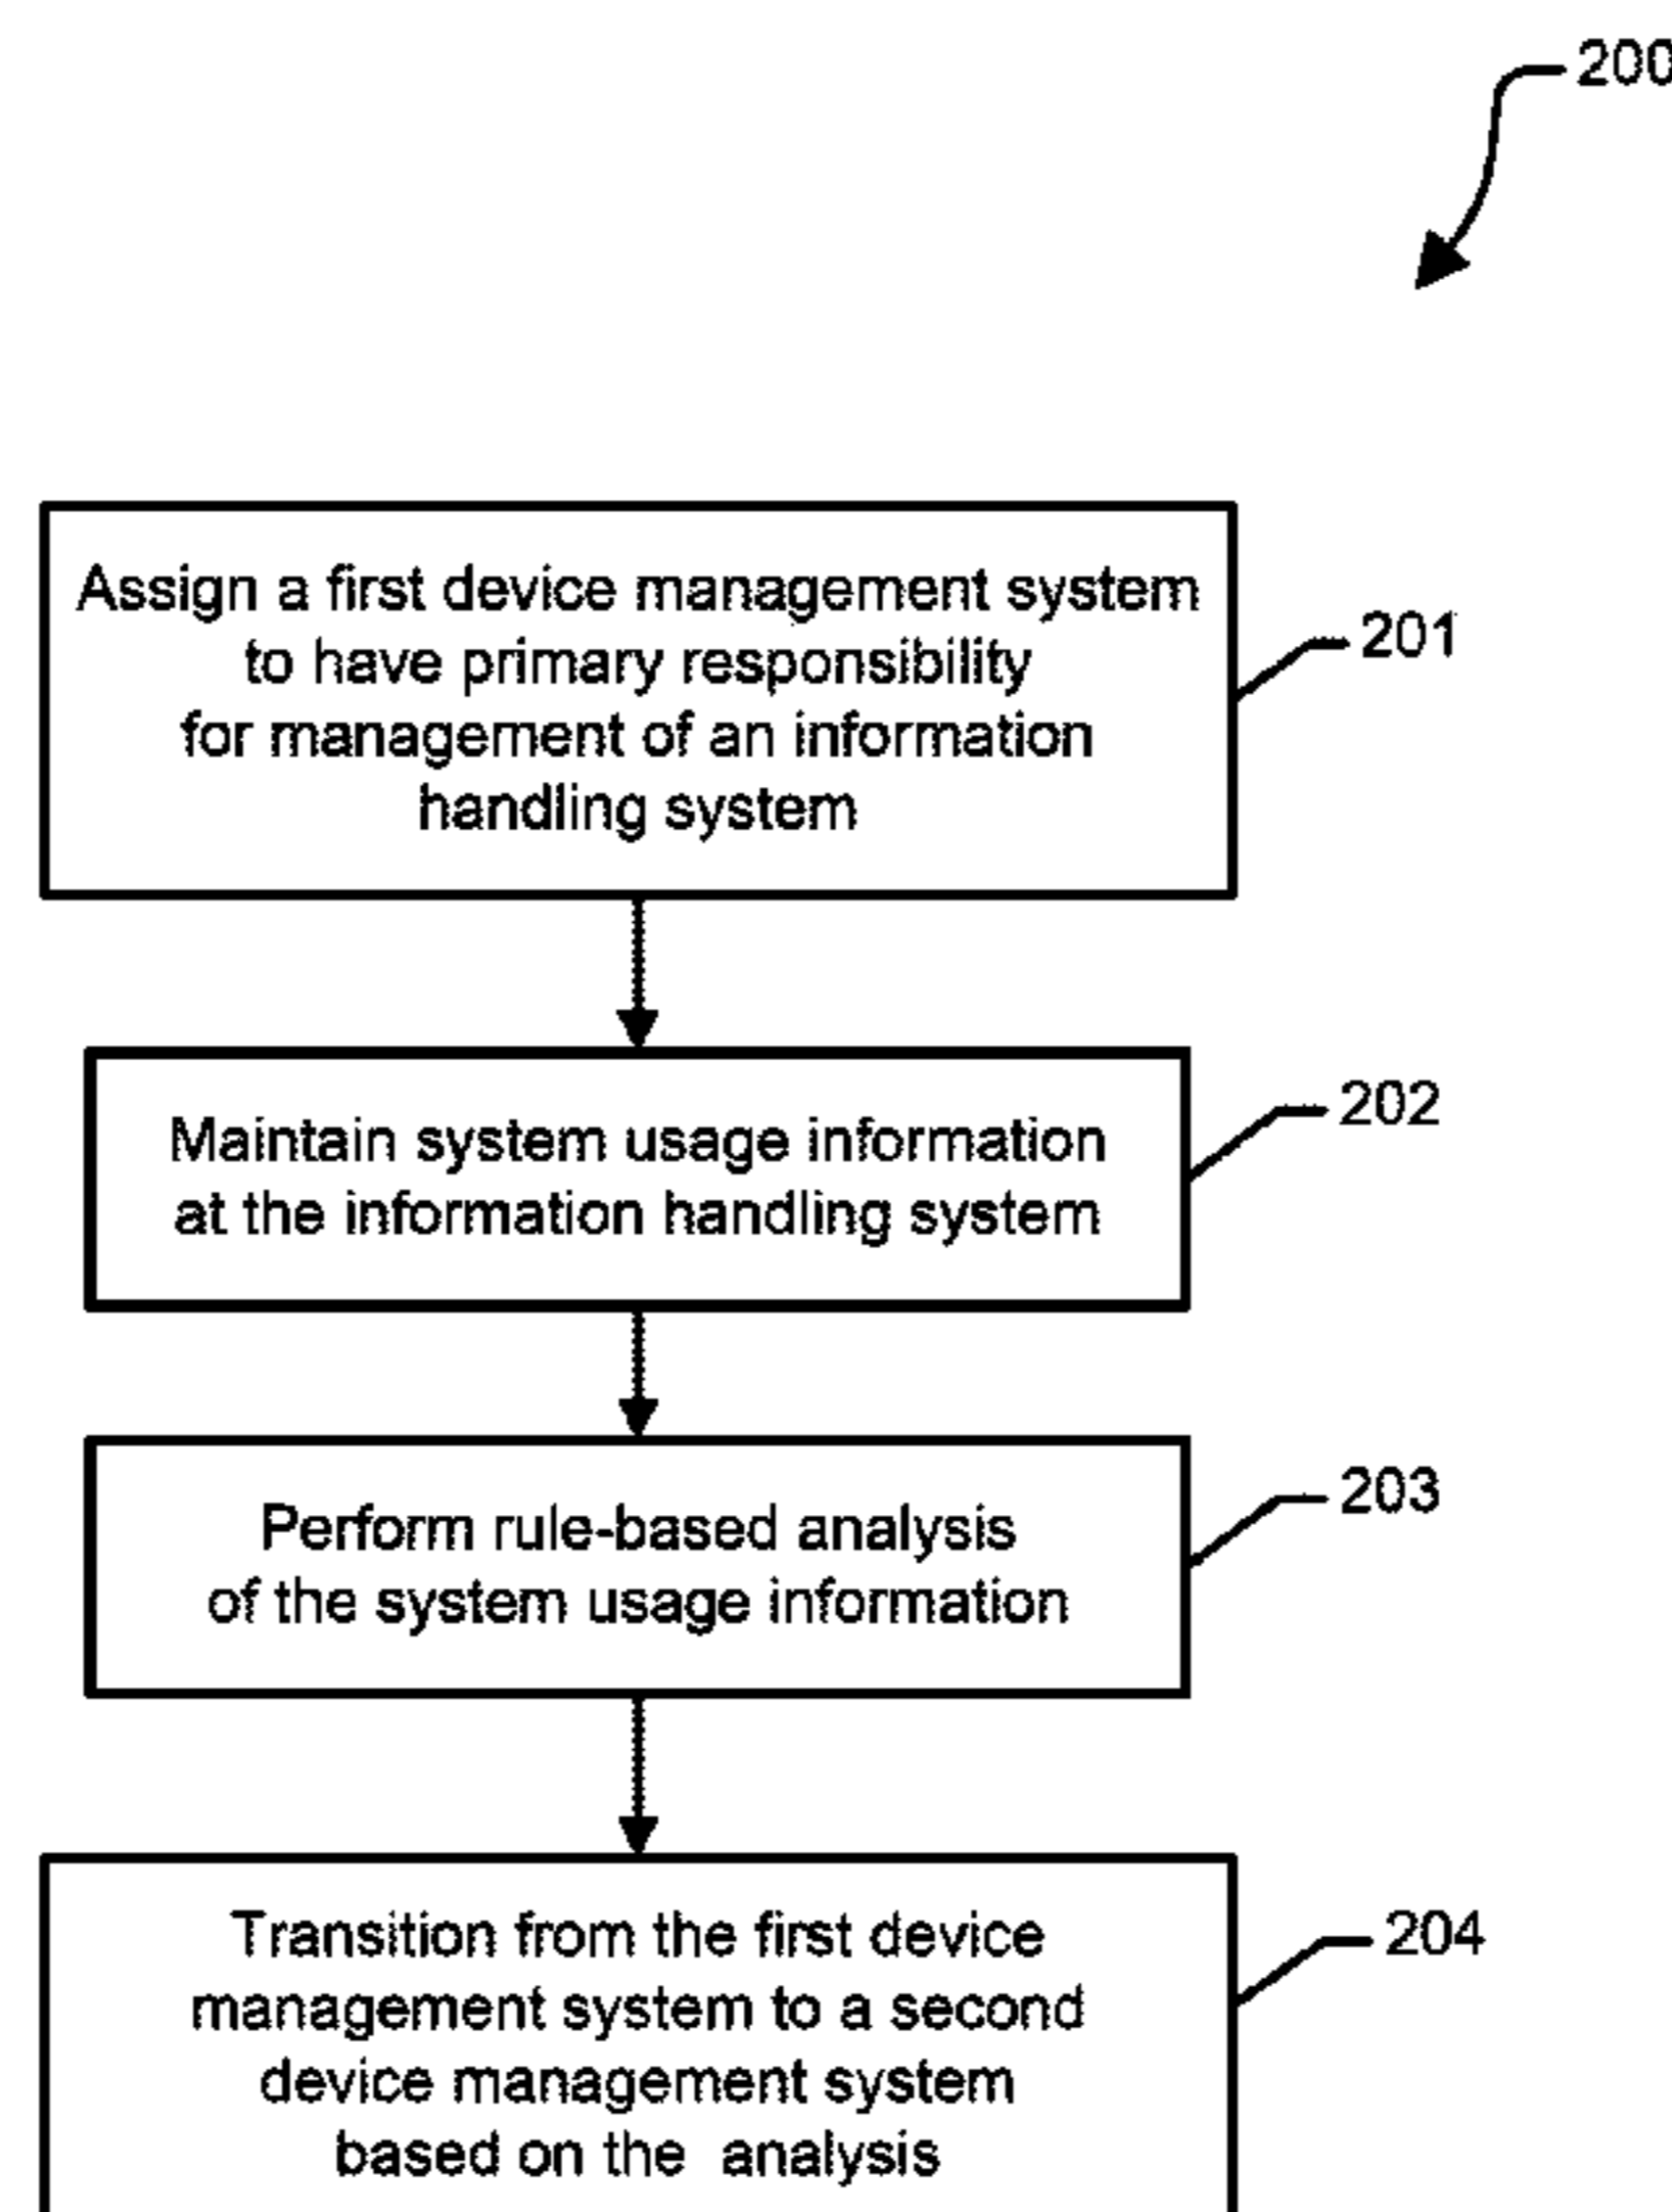 200
Assign a first device management system
to have primary responsibility
for management of an information
handling system
201
Maintain system usage information
at the information handling system
202
Perform rule-based analysis
of the system usage information
203
Transition from the first device
management system to a second
device management system
based on the analysis
204